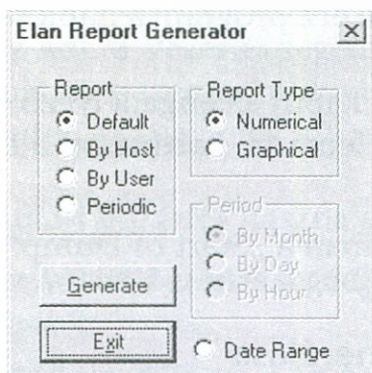 Elan Report Generator
Report
Default
By Host
By User
Periodic
Report Type
Numerical
Graphical
Period
By Month
By Day
By Hour
Generate
Exit
Date Range